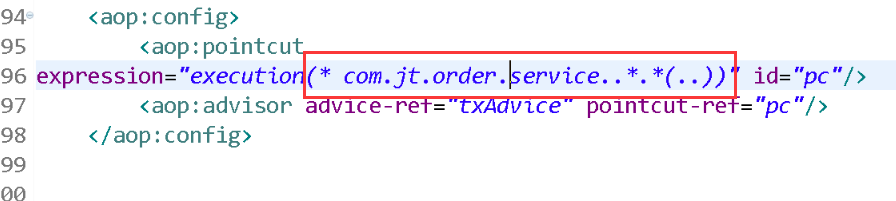 94    <aop:config>
95        <aop:pointcut
96 expression="execution(* com.jt.order.service..*.*(..))" id="pc"/>
97        <aop:advisor advice-ref="txAdvice" pointcut-ref="pc"/>
98    </aop:config>
99
00